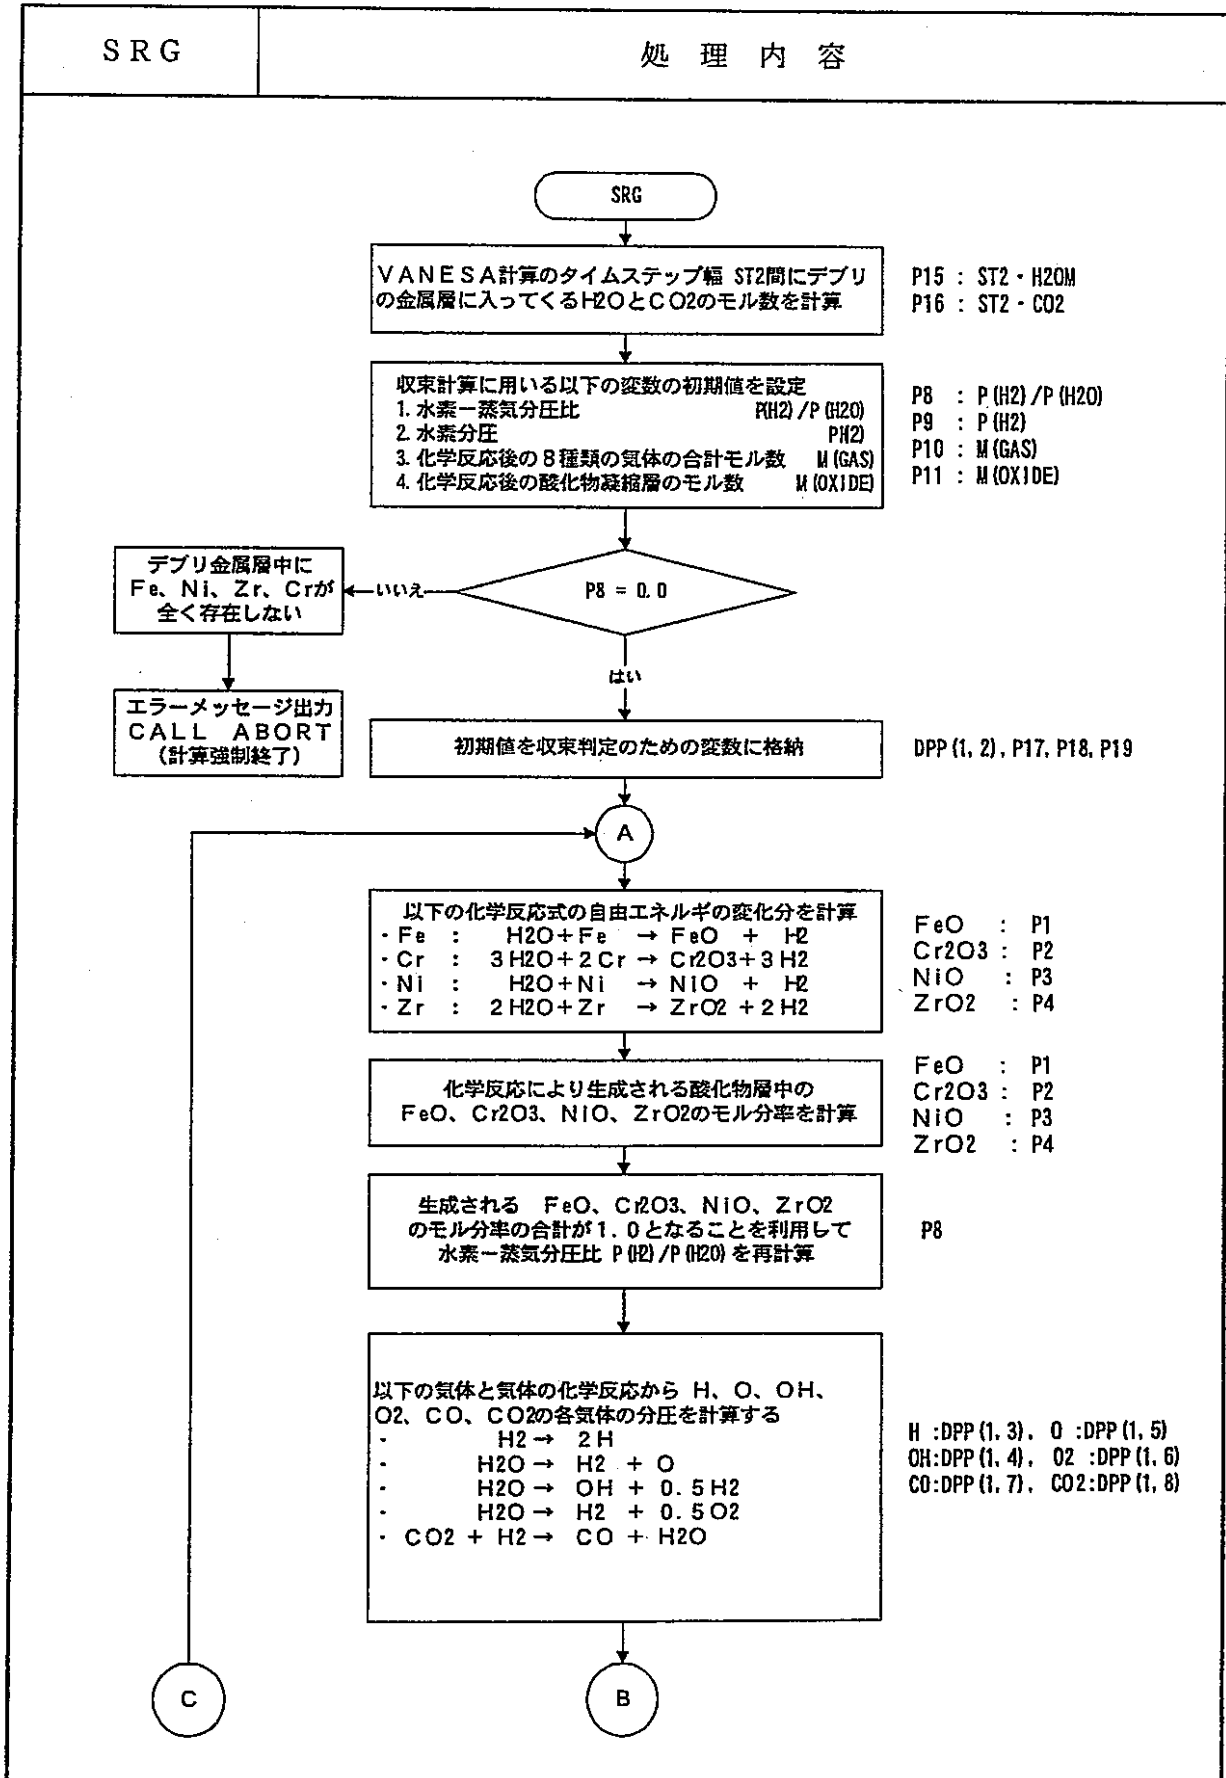 SRG
処理内容
SRG
VANESA計算のタイムステップ幅 ST2間にデブリ
の金属層に入ってくるH2OとCO2のモル数を計算
P15 : ST2・H2OM
P16 : ST2・CO2
収束計算に用いる以下の変数の初期値を設定
1. 水素－蒸気分圧比 P(H2)/P(H2O)
2. 水素分圧 P(H2)
3. 化学反応後の8種類の気体の合計モル数 M(GAS)
4. 化学反応後の酸化物凝縮層のモル数 M(OXIDE)
P8 : P(H2)/P(H2O)
P9 : P(H2)
P10 : M(GAS)
P11 : M(OXIDE)
P8 = 0.0
いいえ
デブリ金属層中に
Fe、Ni、Zr、Crが
全く存在しない
エラーメッセージ出力
CALL ABORT
(計算強制終了)
はい
初期値を収束判定のための変数に格納
DPP(1,2),P17,P18,P19
A
以下の化学反応式の自由エネルギの変化分を計算
・Fe : H2O+Fe → FeO + H2
・Cr : 3H2O+2Cr → Cr2O3+3H2
・Ni : H2O+Ni → NiO + H2
・Zr : 2H2O+Zr → ZrO2+2H2
FeO : P1
Cr2O3 : P2
NiO : P3
ZrO2 : P4
化学反応により生成される酸化物層中の
FeO、Cr2O3、NiO、ZrO2のモル分率を計算
FeO : P1
Cr2O3 : P2
NiO : P3
ZrO2 : P4
生成される FeO、Cr2O3、NiO、ZrO2
のモル分率の合計が1.0となることを利用して
水素－蒸気分圧比 P(H2)/P(H2O)を再計算
P8
以下の気体と気体の化学反応から H、O、OH、
O2、CO、CO2の各気体の分圧を計算する
・ H2→ 2H
・ H2O→ H2 + O
・ H2O→ OH + 0.5H2
・ H2O→ H2 + 0.5O2
・ CO2 + H2→ CO + H2O
H :DPP(1,3), O :DPP(1,5)
OH:DPP(1,4), O2 :DPP(1,6)
CO:DPP(1,7), CO2:DPP(1,8)
C
B